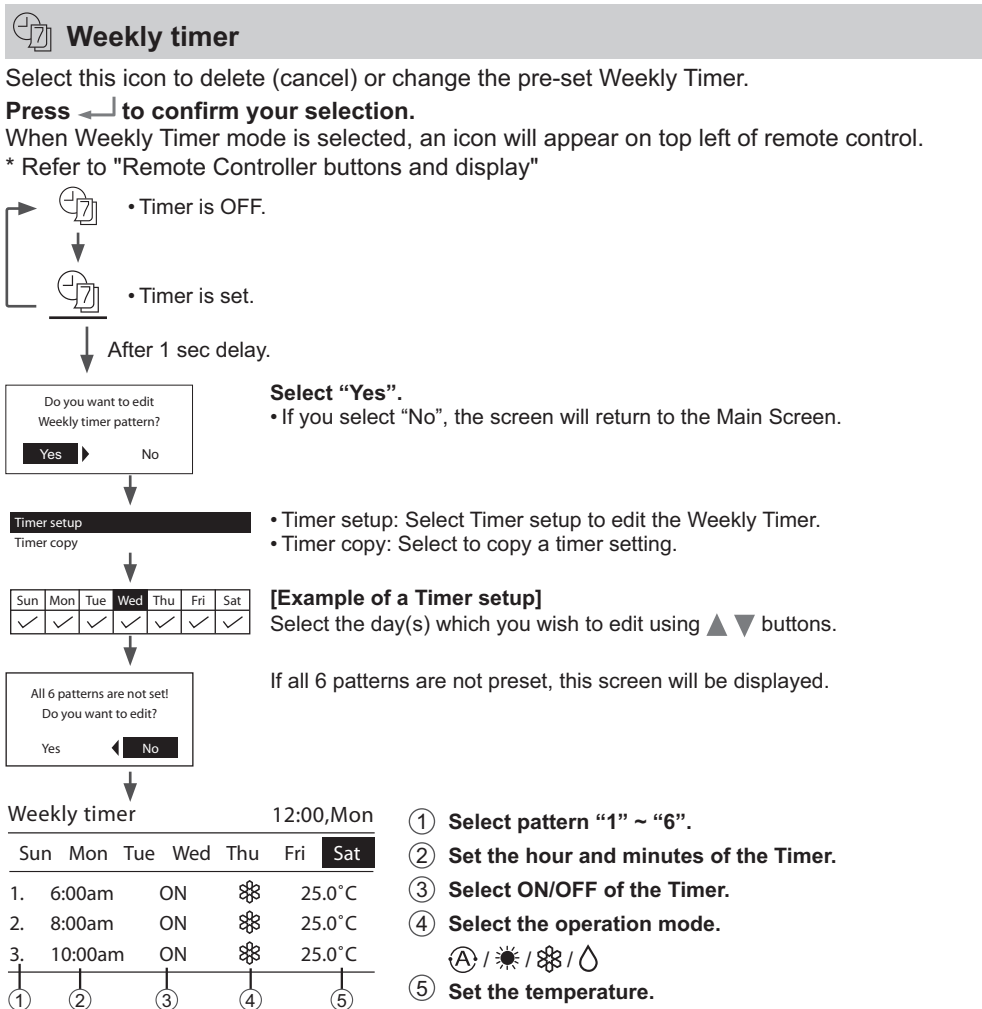 Weekly timer
Select this icon to delete (cancel) or change the pre-set Weekly Timer.
Press to confirm your selection.
When Weekly Timer mode is selected, an icon will appear on top left of remote control.
* Refer to "Remote Controller buttons and display"
7 • Timer is OFF.
7 • Timer is set.
After 1 sec delay.
Do you want to edit
Weekly timer pattern?
Yes No
Select “Yes”.
• If you select “No”, the screen will return to the Main Screen.
Timer setup
Timer copy
• Timer setup: Select Timer setup to edit the Weekly Timer.
• Timer copy: Select to copy a timer setting.
Sun Mon Tue Wed Thu Fri Sat
✓ ✓ ✓ ✓ ✓ ✓ ✓
[Example of a Timer setup]
Select the day(s) which you wish to edit using ▲ ▼ buttons.
All 6 patterns are not set!
Do you want to edit?
Yes No
If all 6 patterns are not preset, this screen will be displayed.
Weekly timer 12:00,Mon
Sun Mon Tue Wed Thu Fri Sat
1. 6:00am ON 25.0˚C
2. 8:00am ON 25.0˚C
3. 10:00am ON 25.0˚C
① ② ③ ④ ⑤
① Select pattern “1” ~ “6”.
② Set the hour and minutes of the Timer.
③ Select ON/OFF of the Timer.
④ Select the operation mode.
A / / /
⑤ Set the temperature.